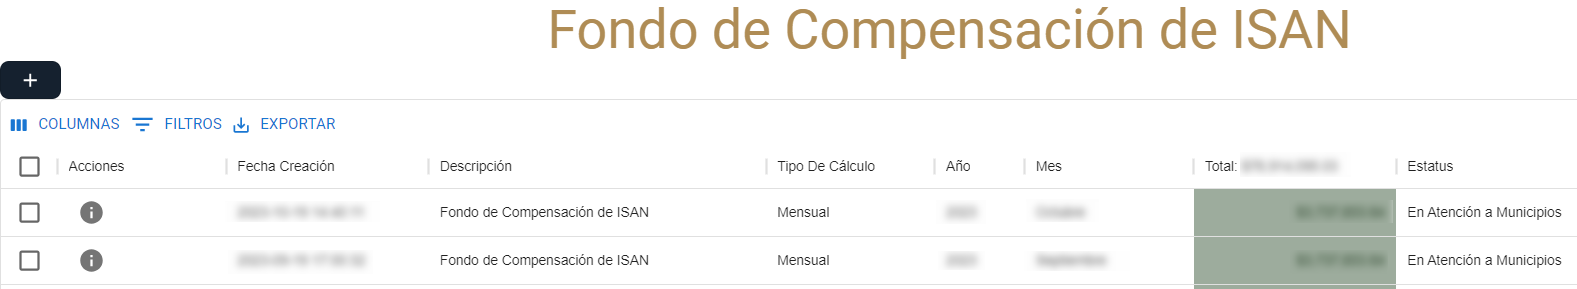 Fondo de Compensación de ISAN
+
COLUMNAS FILTROS EXPORTAR
Acciones Fecha Creación Descripción Tipo De Cálculo Año Mes Total: Estatus
Fondo de Compensación de ISAN Mensual En Atención a Municipios
Fondo de Compensación de ISAN Mensual En Atención a Municipios